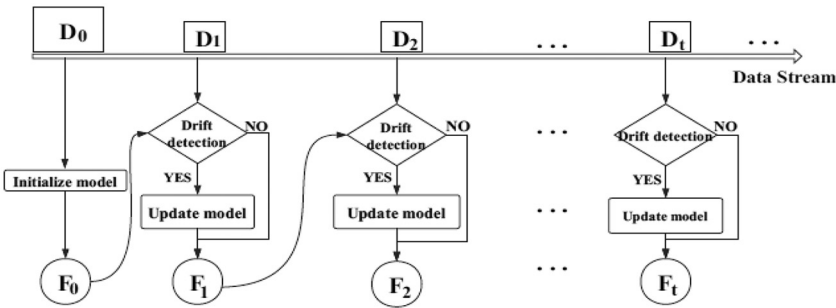 D0 D1 D2 ... Dt ...
Data Stream
Drift detection NO
Drift detection NO
... Drift detection NO
YES YES YES
Initialize model
Update model Update model ... Update model
F0 F1 F2 ... Ft